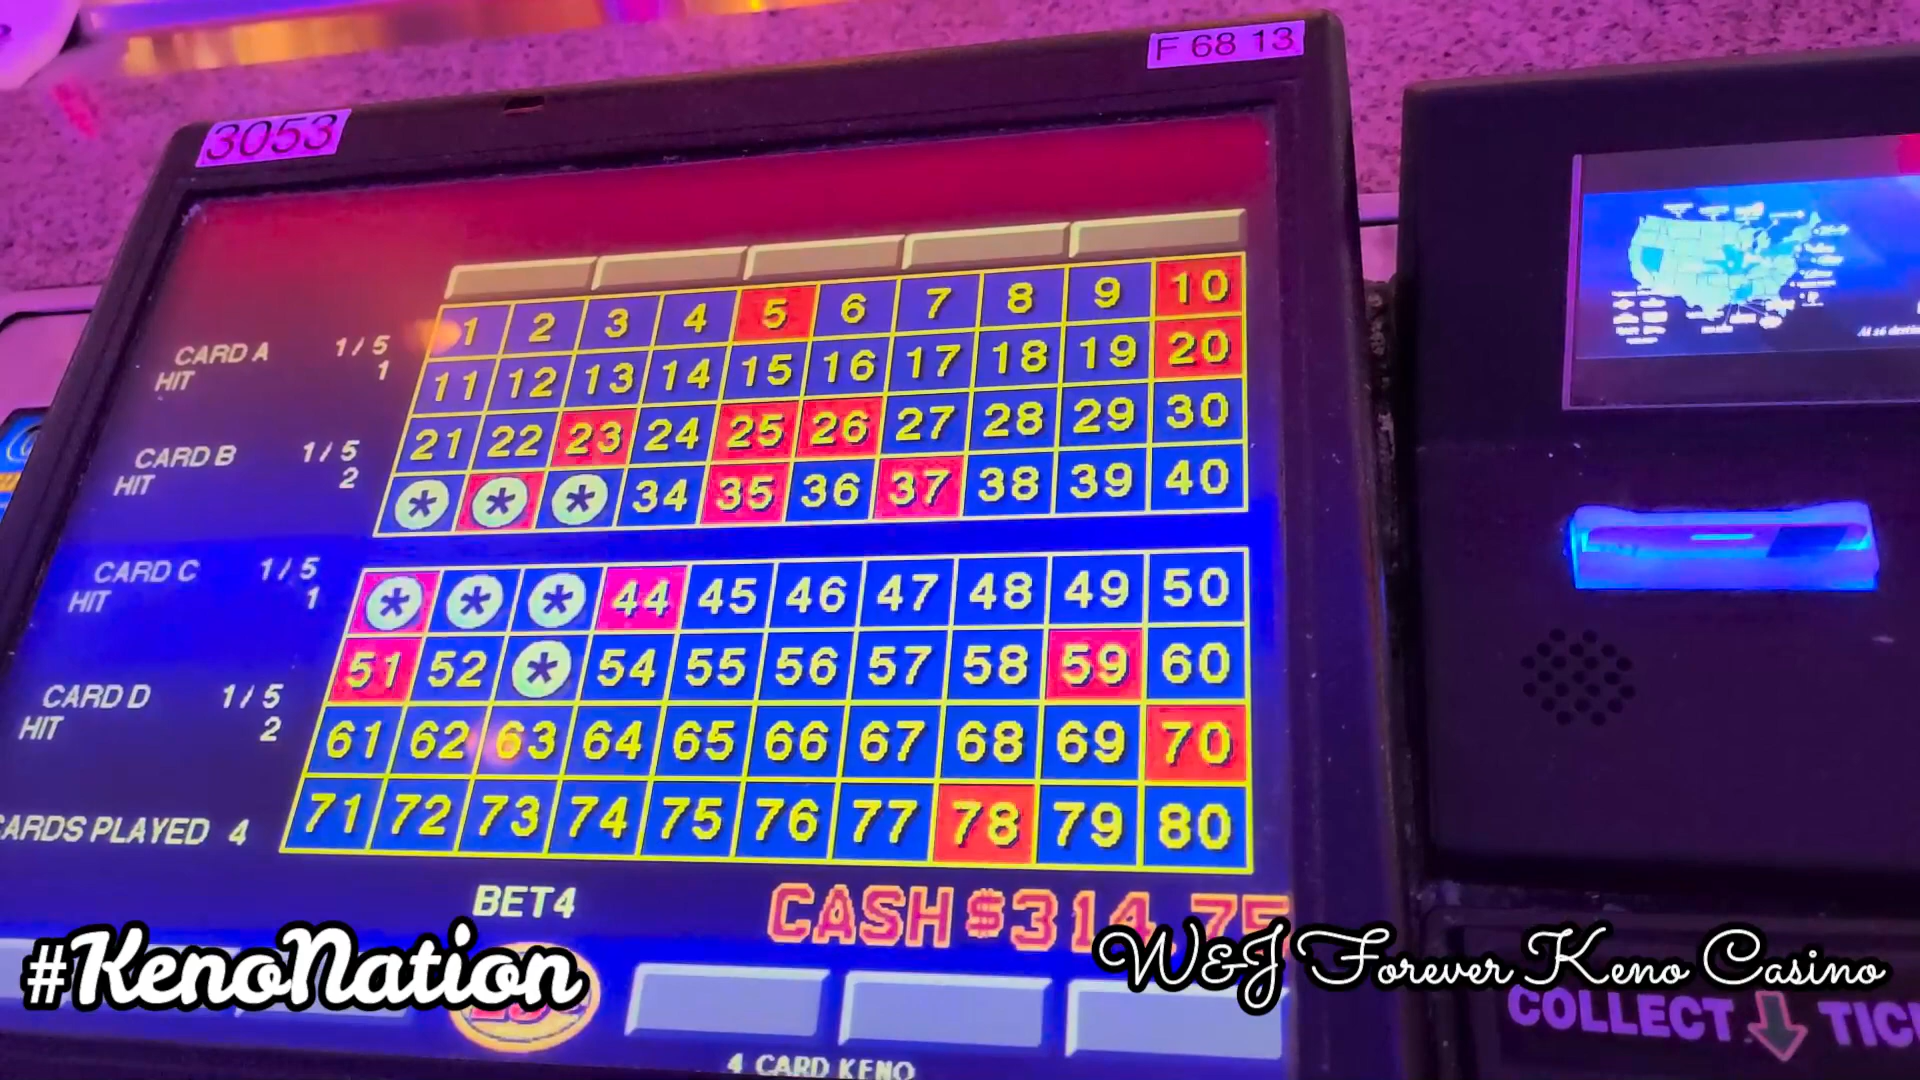 F 68 13
3053
CARD A 1/5
HIT 1
CARD B 1/5
HIT 2
CARD C 1/5
HIT 1
CARD D 1/5
HIT 2
CARDS PLAYED 4
1 2 3 4 5 6 7 8 9 10
11 12 13 14 15 16 17 18 19 20
21 22 23 24 25 26 27 28 29 30
* * * 34 35 36 37 38 39 40
* * * 44 45 46 47 48 49 50
51 52 * 54 55 56 57 58 59 60
61 62 63 64 65 66 67 68 69 70
71 72 73 74 75 76 77 78 79 80
BET4
CASH $314.75
#KenoNation
W&J Forever Keno Casino
COLLECT
4 CARD KENO